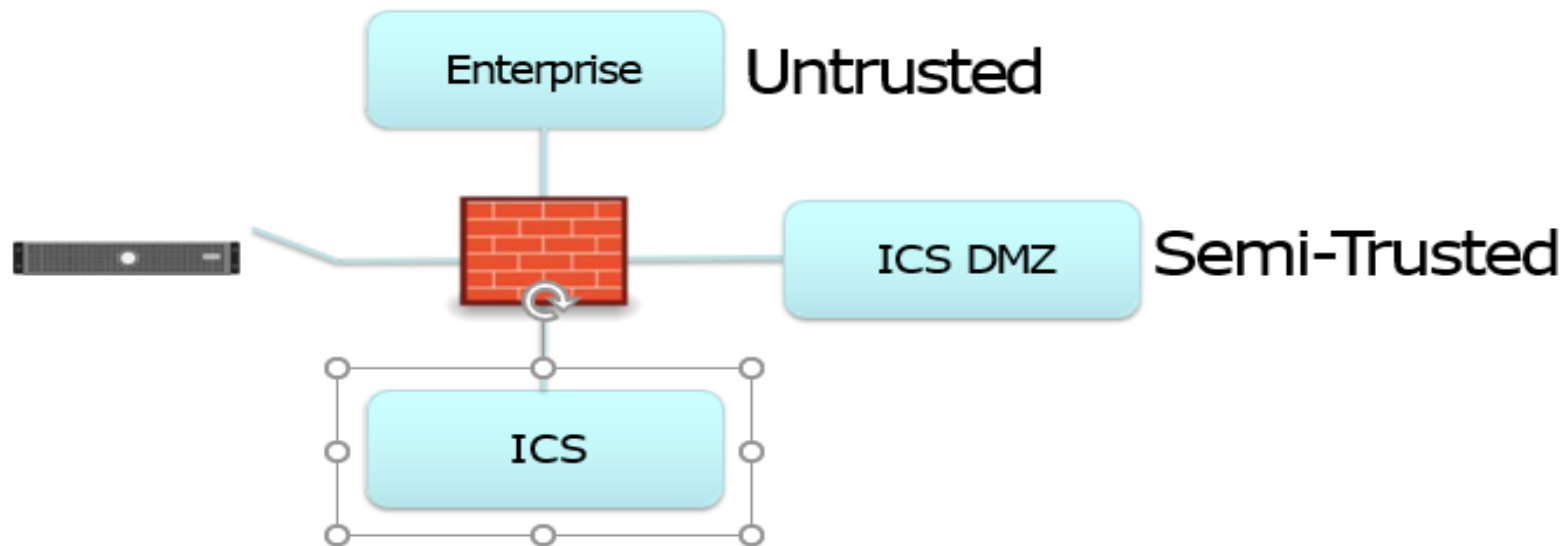 Enterprise
Untrusted
ICS DMZ
Semi-Trusted
ICS